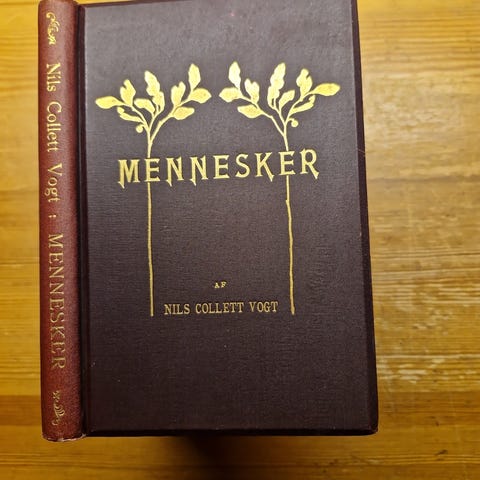 Nils Collett Vogt : MENNESKER
MENNESKER
AF
NILS COLLETT VOGT